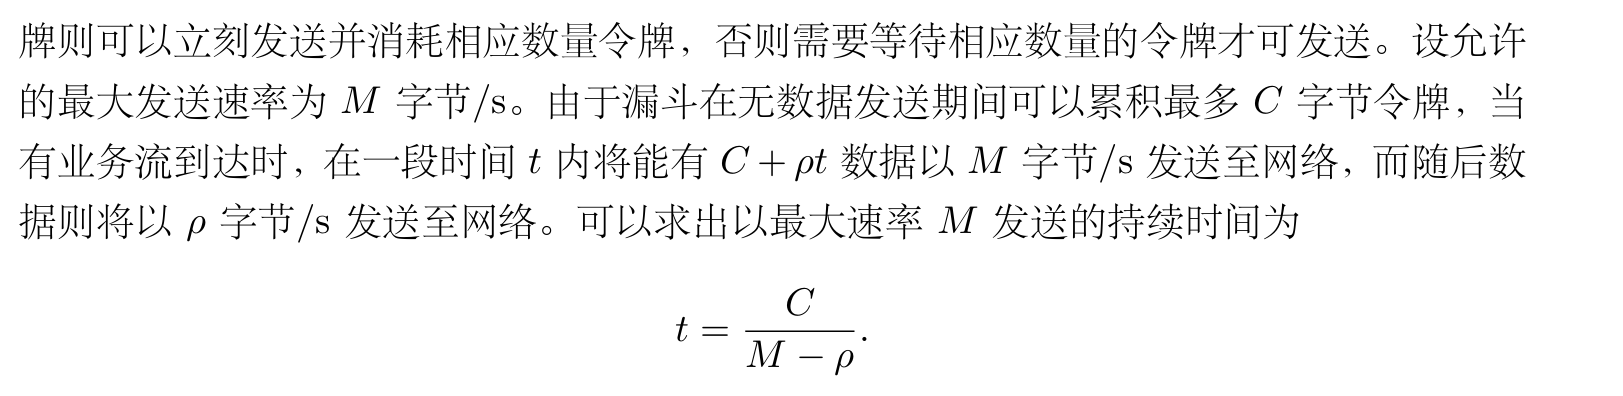 牌则可以立刻发送并消耗相应数量令牌，否则需要等待相应数量的令牌才可发送。设允许
的最大发送速率为 M 字节/s。由于漏斗在无数据发送期间可以累积最多 C 字节令牌，当
有业务流到达时，在一段时间 t 内将能有 C + ρt 数据以 M 字节/s 发送至网络，而随后数
据则将以 ρ 字节/s 发送至网络。可以求出以最大速率 M 发送的持续时间为
t = C / (M − ρ).